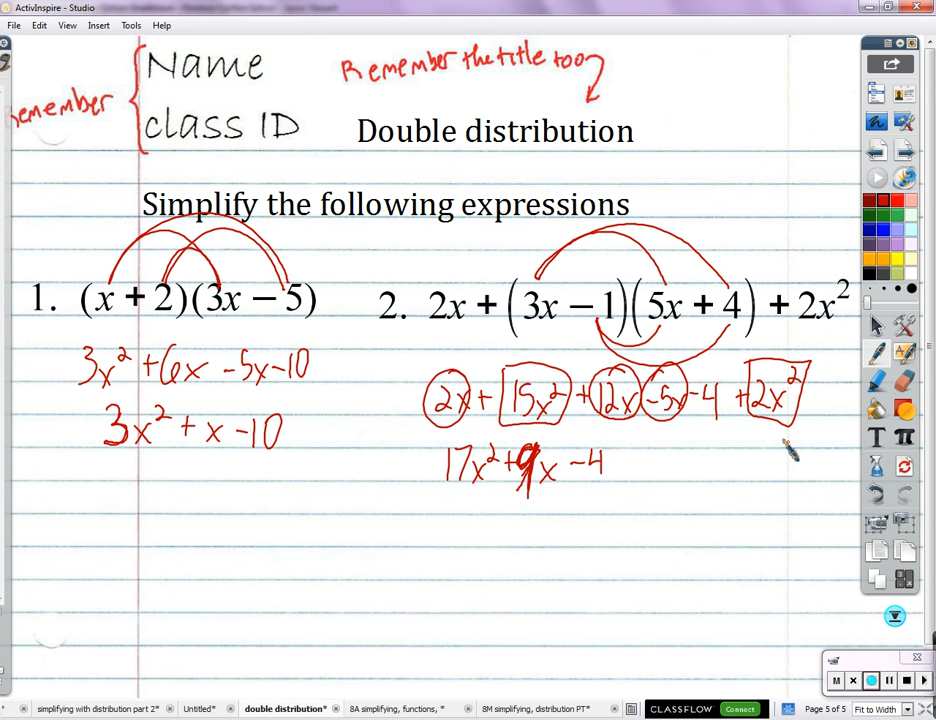 ActivInspire - Studio
File Edit View Insert Tools
Remember
Name
class ID
Remember the title too
Double distribution
Simplify the following expressions
1. (x + 2)(3x − 5)
3x² + 6x − 5x − 10
3x² + x − 10
2. 2x + (3x − 1)(5x + 4) + 2x²
2x + 15x² + 12x − 5x − 4 + 2x²
17x² + 9x − 4
simplifying with distribution part 2* Untitled* double distribution* 8A simplifying, functions, * 8M simplifying, distribution PT* CLASSFLOW Connect Page 5 of 5 Fit to Width
M